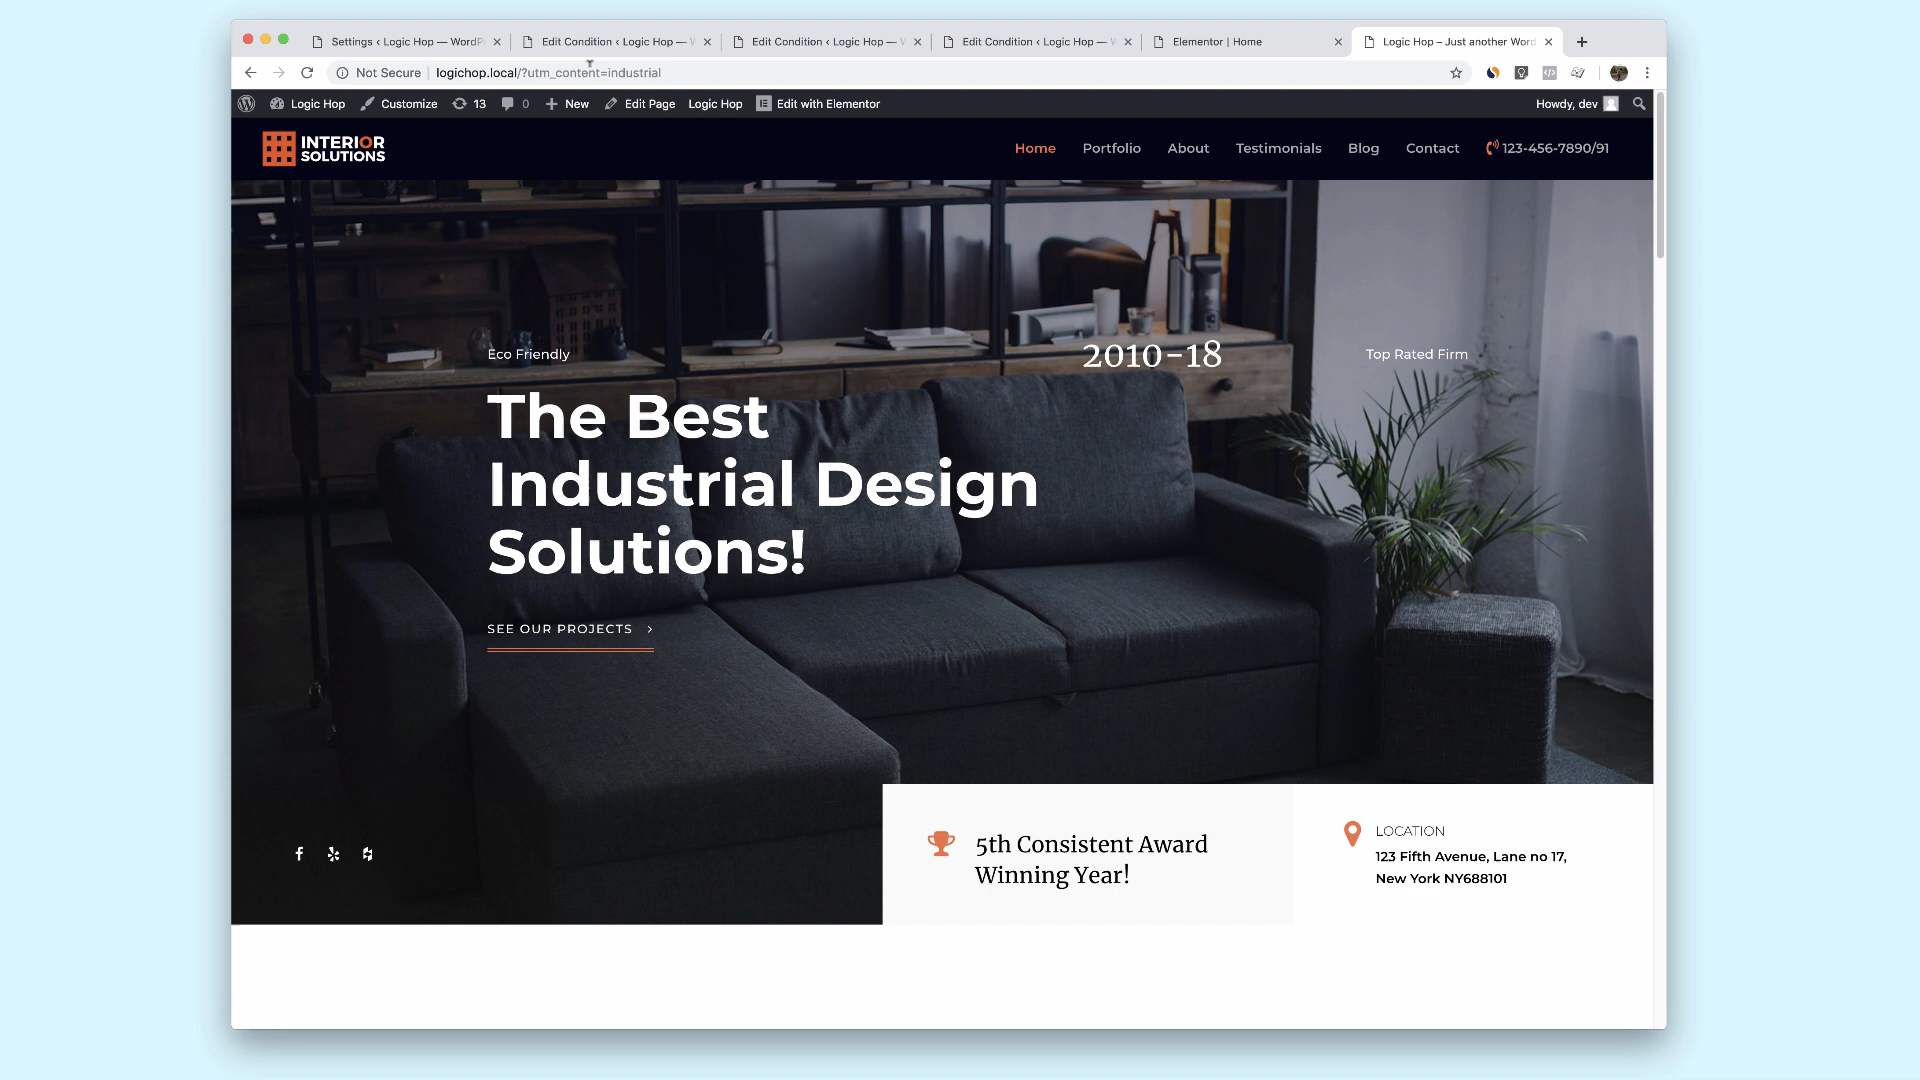 Settings ‹ Logic Hop — WordP
Edit Condition ‹ Logic Hop —
Edit Condition ‹ Logic Hop —
Edit Condition ‹ Logic Hop —
Elementor | Home
Logic Hop – Just another Word
Not Secure
logichop.local/?utm_content=industrial
Logic Hop
Customize
13
0
New
Edit Page
Logic Hop
Edit with Elementor
Howdy, dev
INTERIOR
SOLUTIONS
Home
Portfolio
About
Testimonials
Blog
Contact
123-456-7890/91
Eco Friendly
2010-18
Top Rated Firm
The Best
Industrial Design
Solutions!
SEE OUR PROJECTS
5th Consistent Award
Winning Year!
LOCATION
123 Fifth Avenue, Lane no 17,
New York NY688101